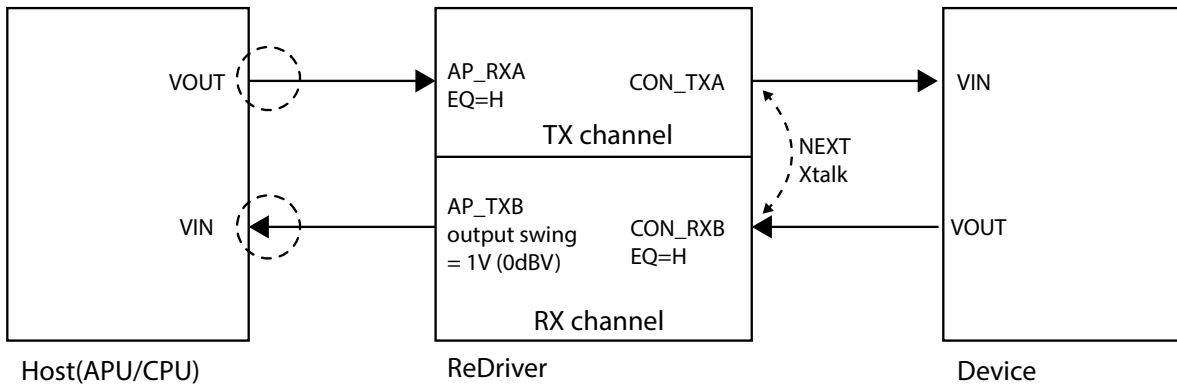 VOUT
AP_RXA
EQ=H
CON_TXA
TX channel
VIN
NEXT
Xtalk
VIN
AP_TXB
output swing
= 1V (0dBV)
CON_RXB
EQ=H
RX channel
VOUT
Host(APU/CPU)
ReDriver
Device